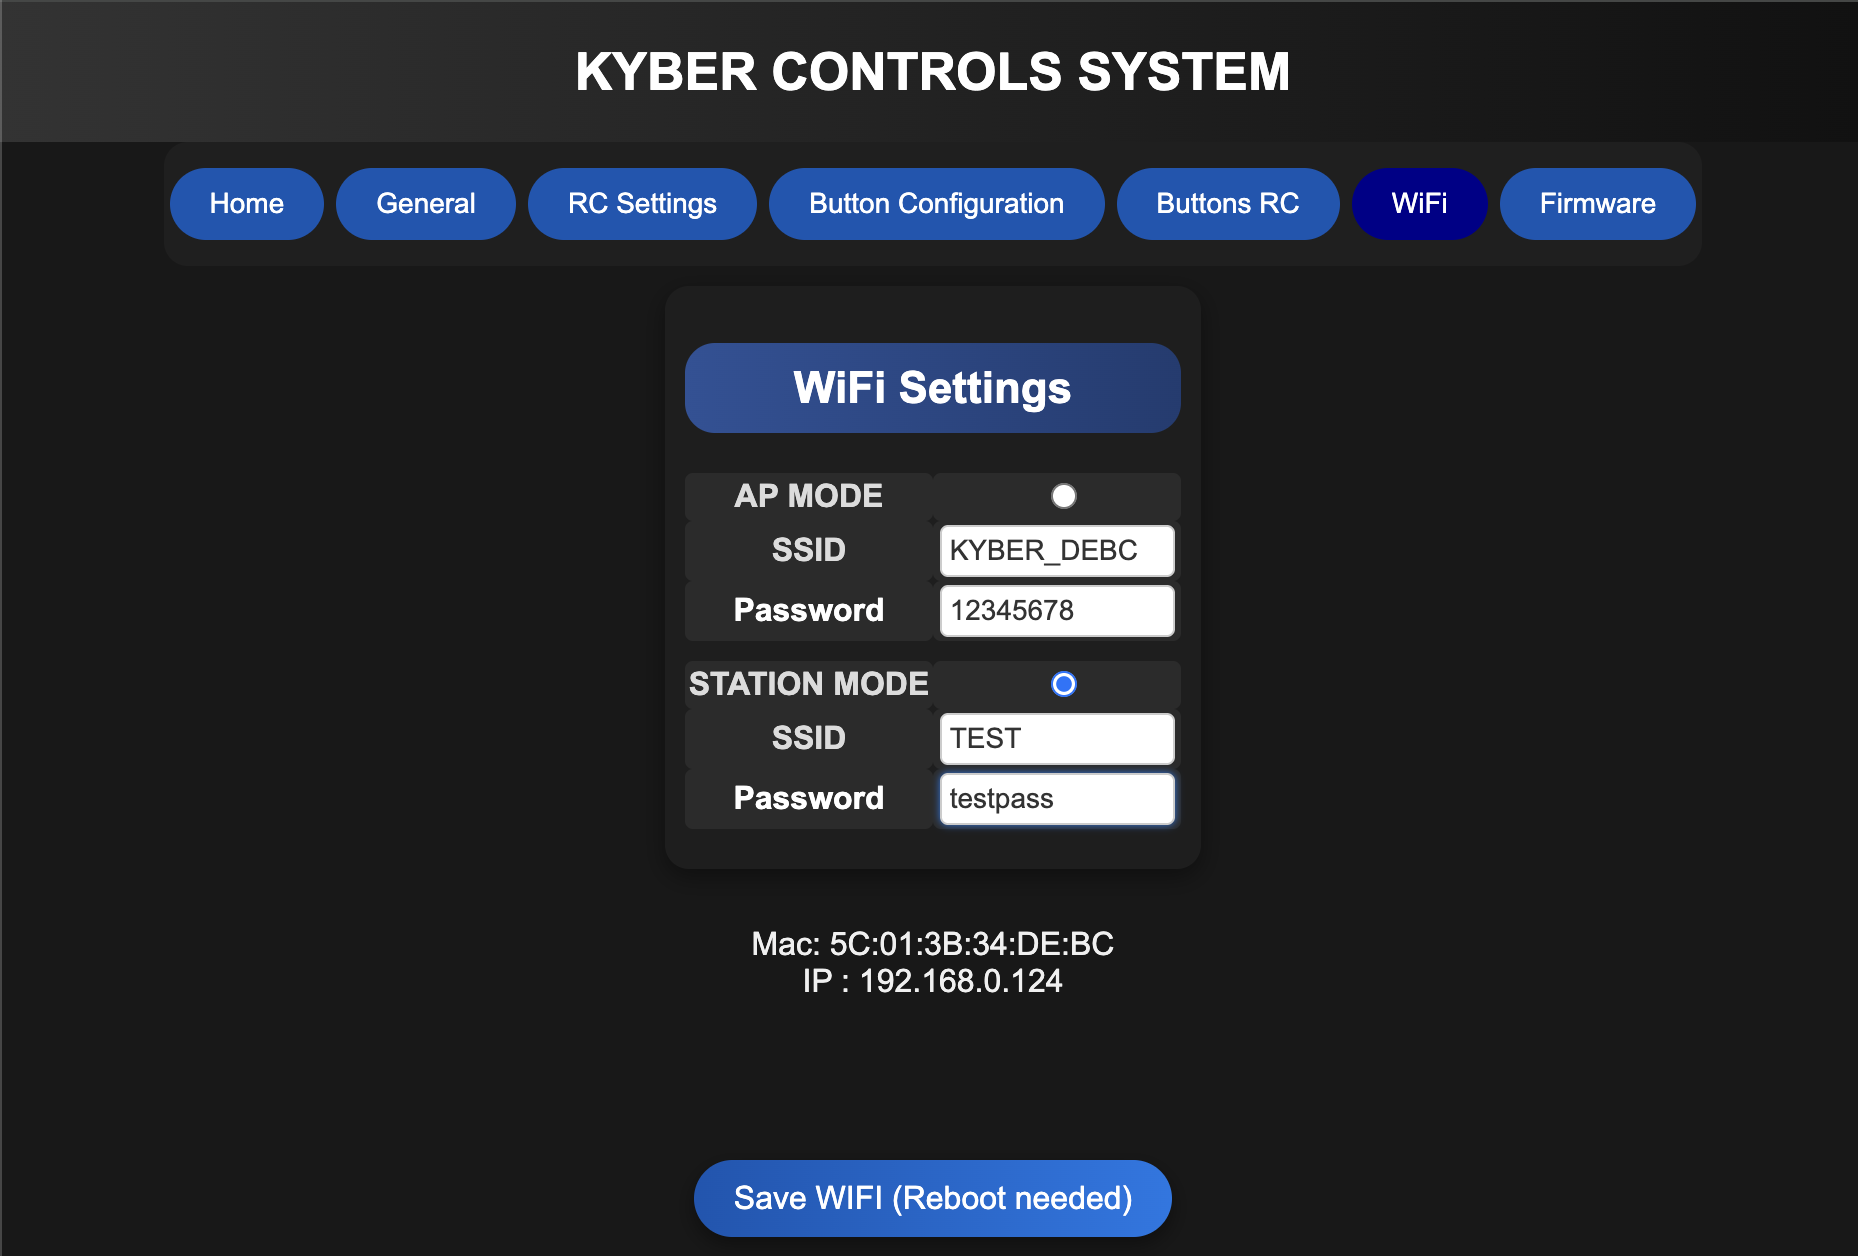 KYBER CONTROLS SYSTEM
Home General RC Settings Button Configuration Buttons RC WiFi Firmware
WiFi Settings
AP MODE
SSID KYBER_DEBC
Password 12345678
STATION MODE
SSID TEST
Password testpass
Mac: 5C:01:3B:34:DE:BC
IP : 192.168.0.124
Save WIFI (Reboot needed)